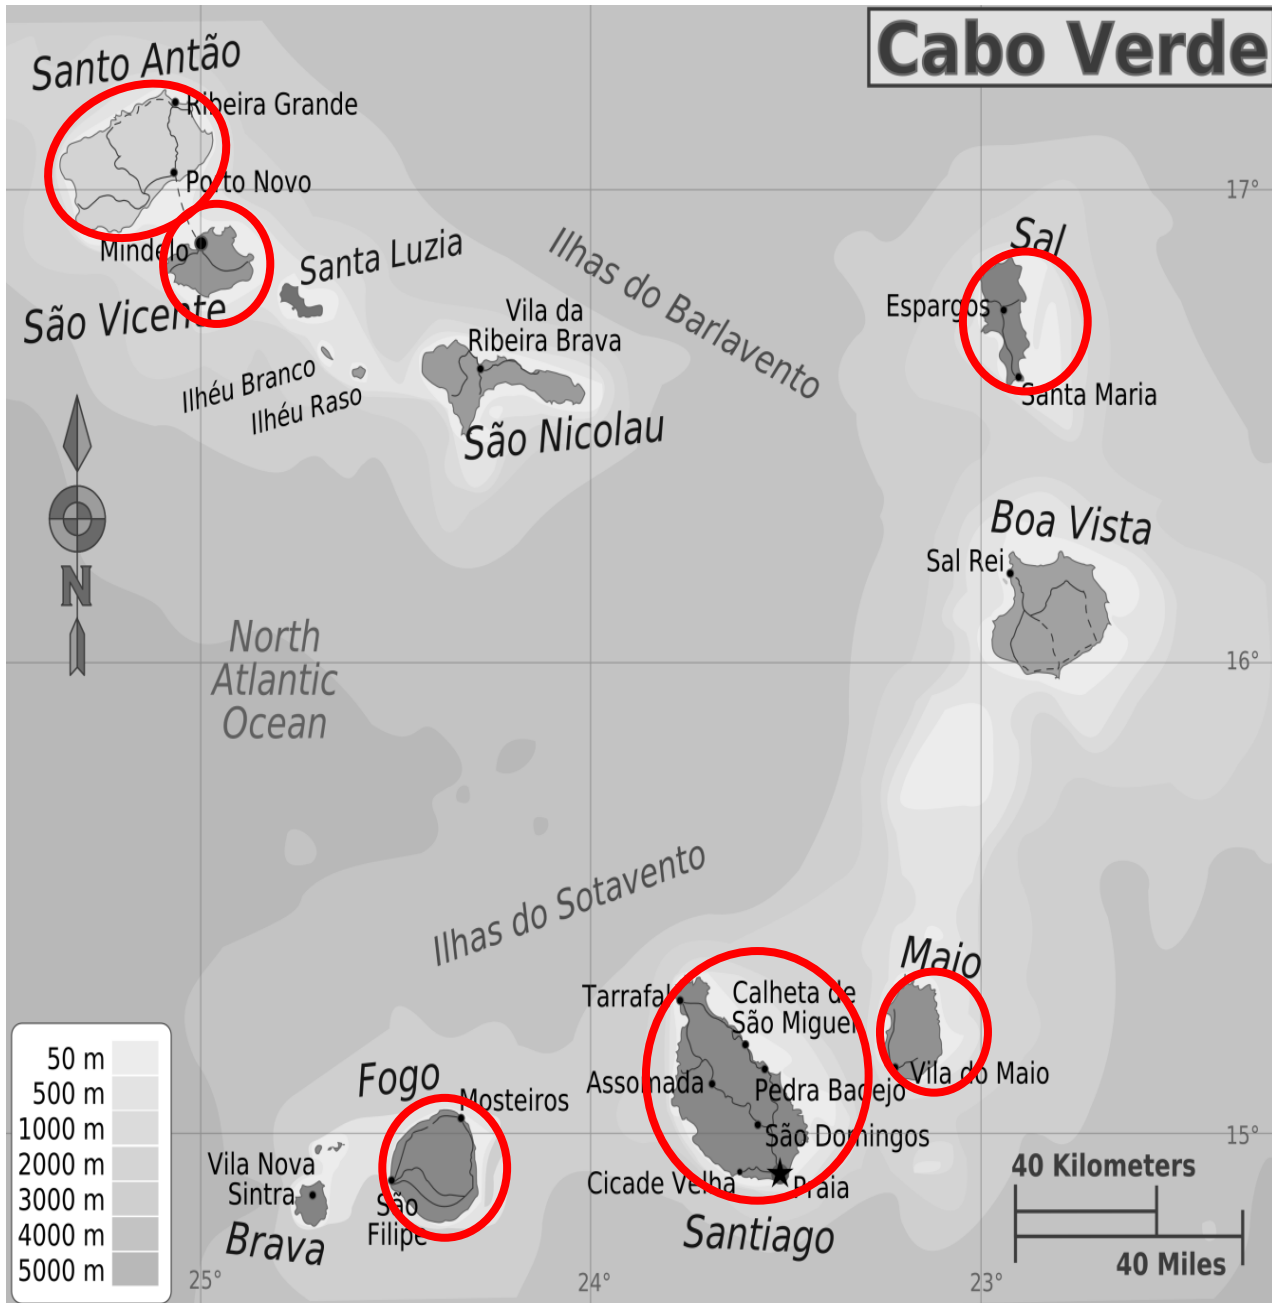 Cabo Verde
Santo Antão
Ribeira Grande
Porto Novo
17°
Mindelo
São Vicente
Santa Luzia
Ilhas do Barlavento
Sal
Espargos
Santa Maria
Vila da
Ribeira Brava
Ilhéu Branco
Ilhéu Raso
São Nicolau
N
Boa Vista
Sal Rei
North
Atlantic
Ocean
16°
Ilhas do Sotavento
Maio
Vila do Maio
Tarrafal
Calheta de
São Miguel
Assomada
Pedra Badejo
São Domingos
Cicade Velha
Praia
Santiago
15°
Fogo
Mosteiros
São
Filipe
Vila Nova
Sintra
Brava
50 m
500 m
1000 m
2000 m
3000 m
4000 m
5000 m
40 Kilometers
40 Miles
25°
24°
23°